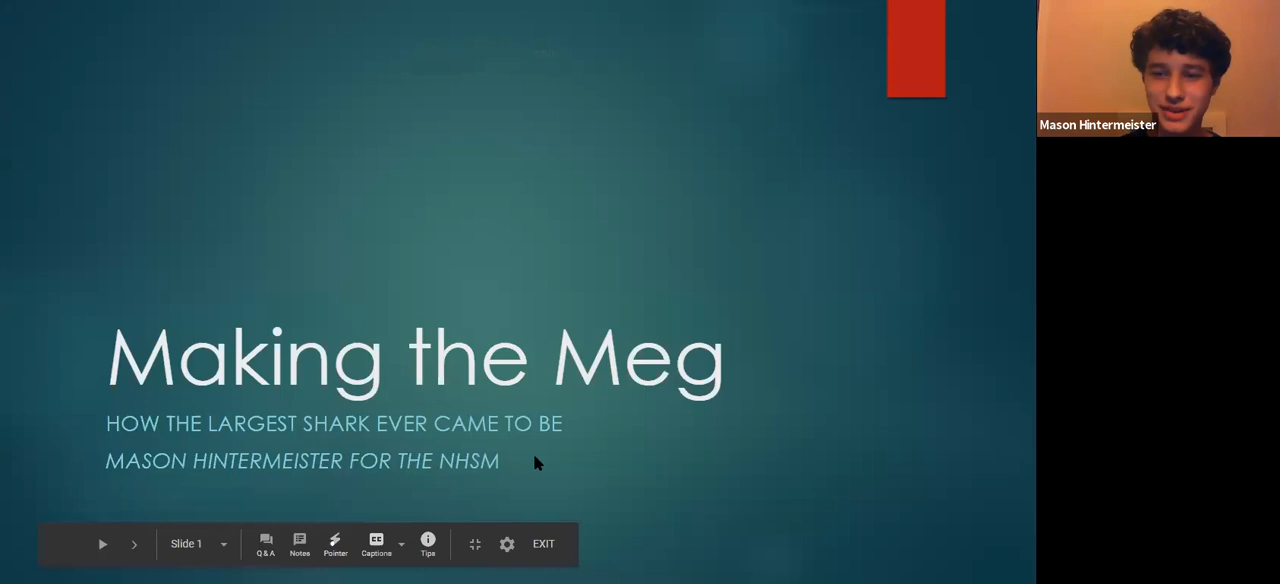 Making the Meg
HOW THE LARGEST SHARK EVER CAME TO BE
MASON HINTERMEISTER FOR THE NHSM
Mason Hintermeister
Slide 1
Q & A
Notes
Pointer
CC
Captions
Tips
EXIT